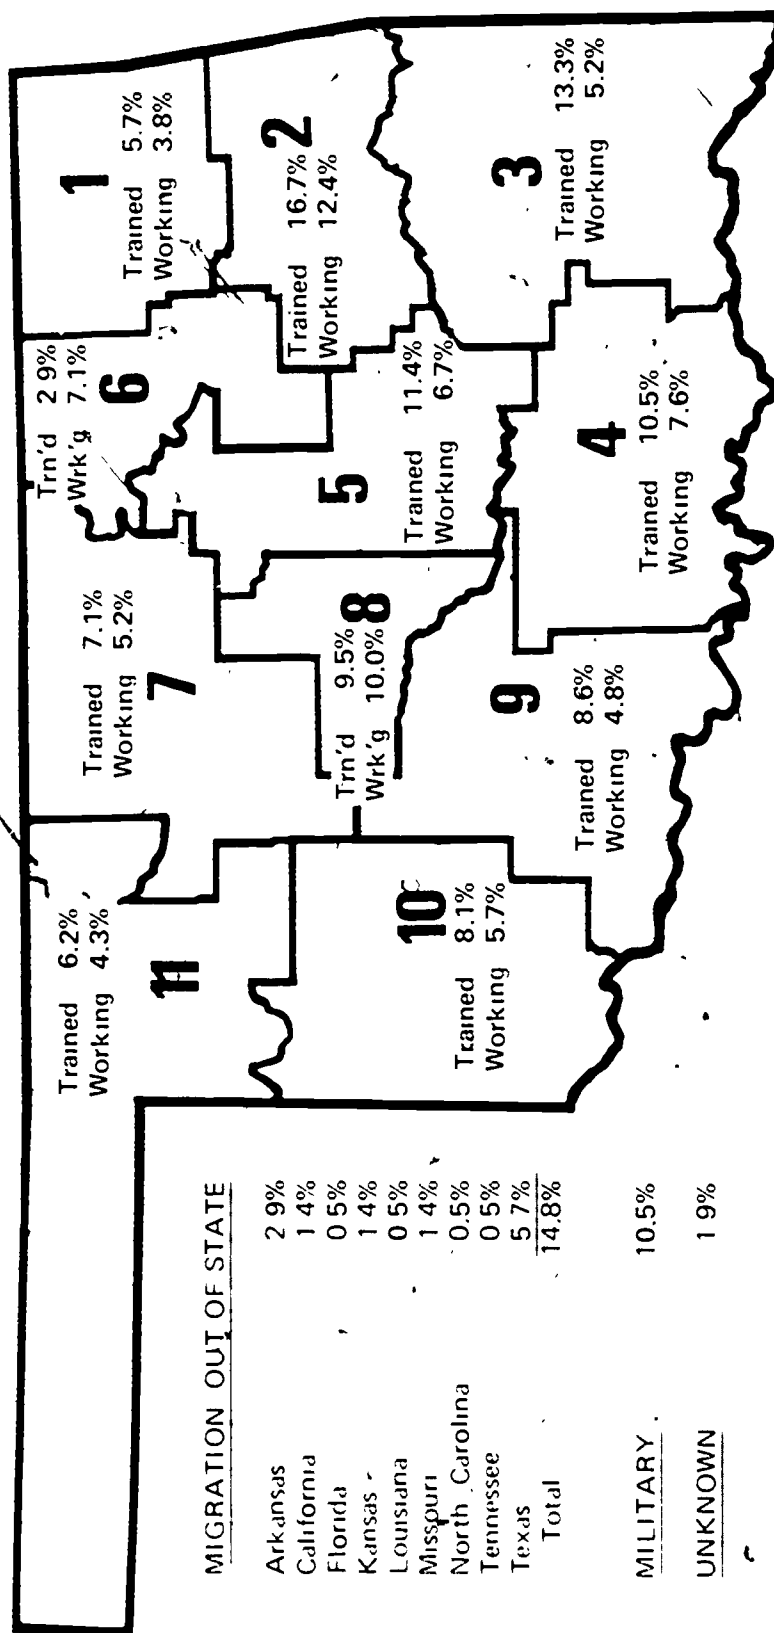 1
Trained 5.7%
Working 3.8%
2
Trained 16.7%
Working 12.4%
3
Trained 13.3%
Working 5.2%
4
Trained 10.5%
Working 7.6%
5
Trained 11.4%
Working 6.7%
Trn'd 2 9%
Wrk'g 7.1%
6
Trained 7.1%
Working 5.2%
7
8
Trn'd 9.5%
Wrk'g 10.0%
9
Trained 8.6%
Working 4.8%
10
Trained 8.1%
Working 5.7%
Trained 6.2%
Working 4.3%
11
MIGRATION OUT OF STATE
Arkansas 2 9%
California 1 4%
Florida 0 5%
Kansas - 1 4%
Louisiana 0 5%
Missouri 1 4%
North Carolina 0.5%
Tennessee 0 5%
Texas 5 7%
Total 14.8%
MILITARY . 10.5%
UNKNOWN 1 9%